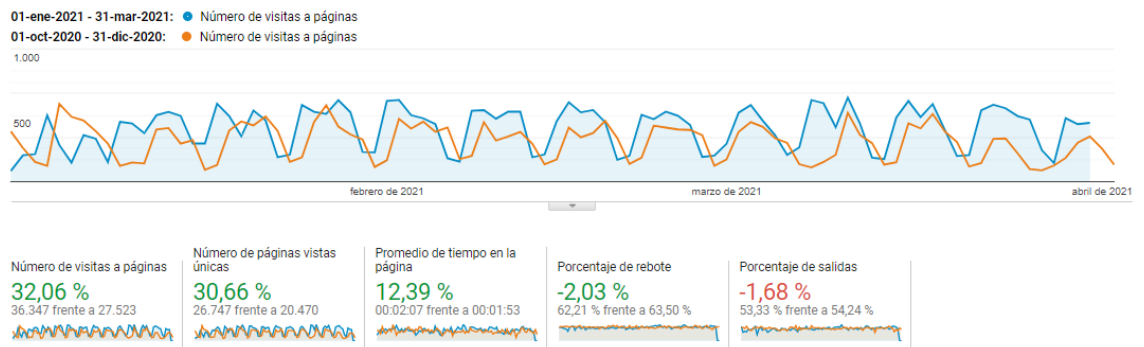 01-ene-2021 - 31-mar-2021: Número de visitas a páginas
01-oct-2020 - 31-dic-2020: Número de visitas a páginas
1.000
500
febrero de 2021
marzo de 2021
abril de 2021
Número de visitas a páginas
32,06 %
36.347 frente a 27.523
Número de páginas vistas
únicas
30,66 %
26.747 frente a 20.470
Promedio de tiempo en la
página
12,39 %
00:02:07 frente a 00:01:53
Porcentaje de rebote
-2,03 %
62,21 % frente a 63,50 %
Porcentaje de salidas
-1,68 %
53,33 % frente a 54,24 %